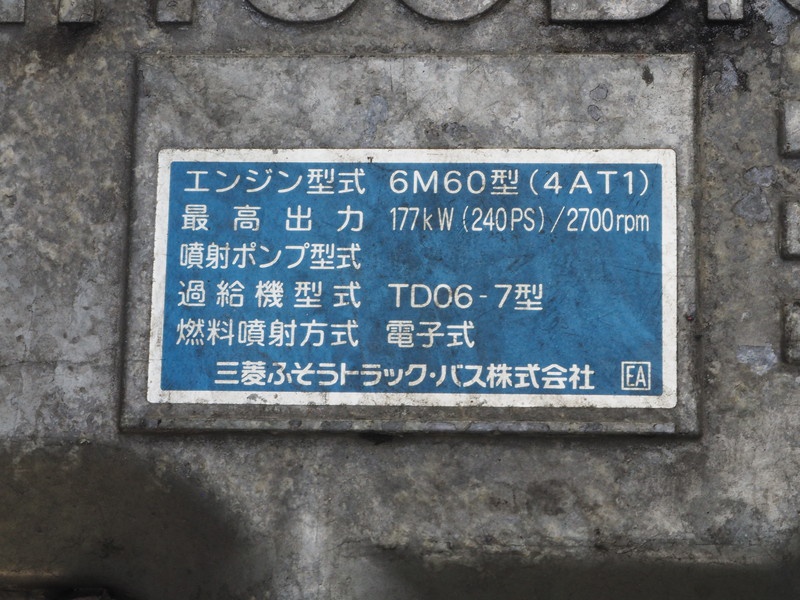 エンジン型式 6M60型(4AT1)
最高出力 177kW(240PS)/2700rpm
噴射ポンプ型式
過給機型式 TD06-7型
燃料噴射方式 電子式
三菱ふそうトラック・バス株式会社 EA